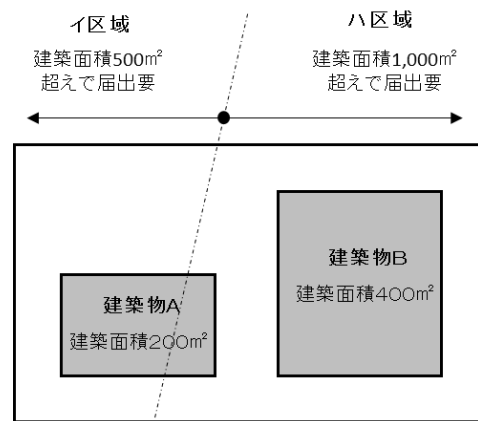 イ区域
建築面積500㎡
超えで届出要
ハ区域
建築面積1,000㎡
超えで届出要
建築物A
建築面積200㎡
建築物B
建築面積400㎡